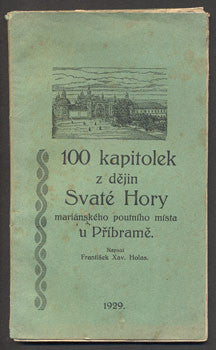 100 kapitolek
z dějin
Svaté Hory
mariánského poutního místa
u Příbramě.
Napsal
František Xav. Holas.
1929.